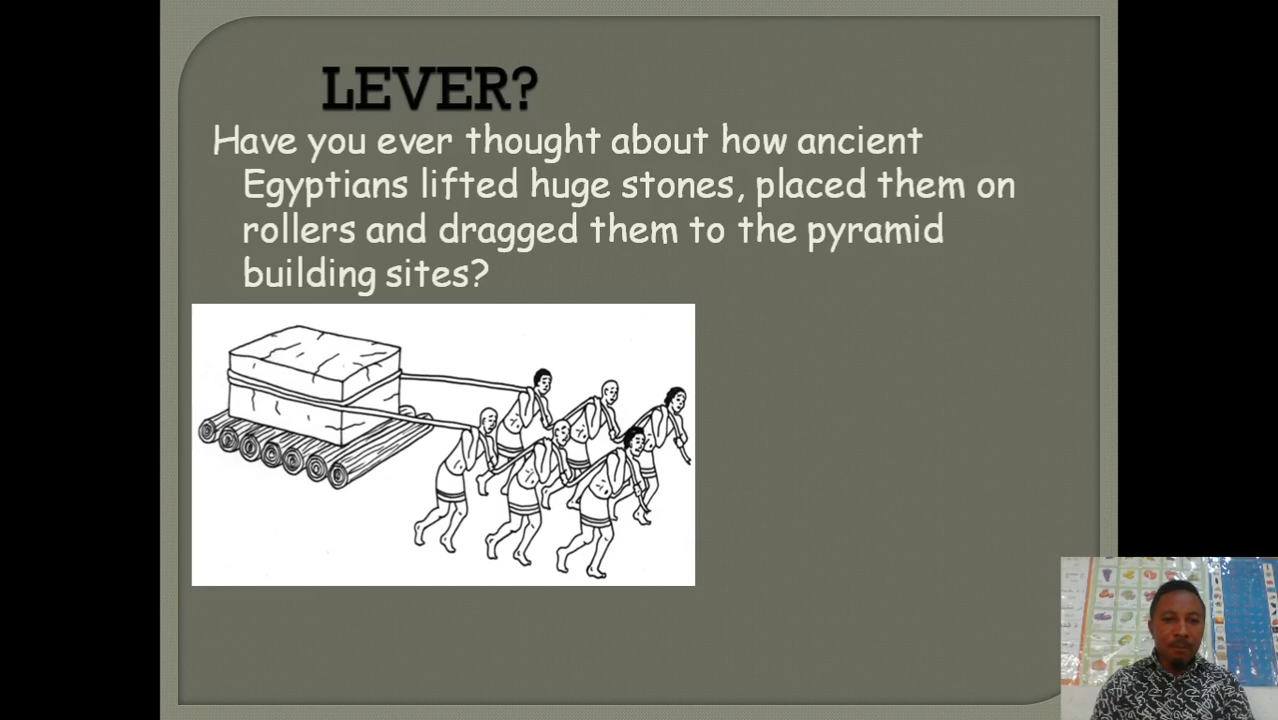 LEVER?
Have you ever thought about how ancient
Egyptians lifted huge stones, placed them on
rollers and dragged them to the pyramid
building sites?